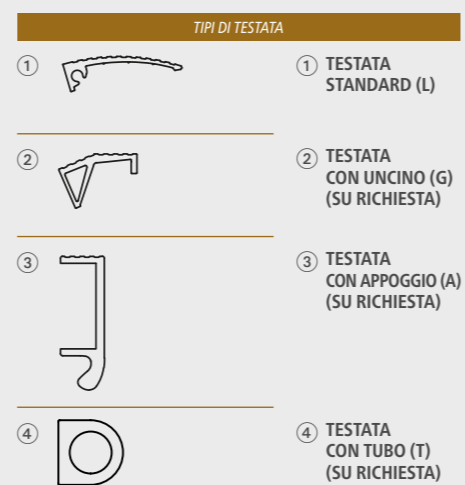 TIPI DI TESTATA
1
1 TESTATA
STANDARD (L)
2
2 TESTATA
CON UNCINO (G)
(SU RICHIESTA)
3
3 TESTATA
CON APPOGGIO (A)
(SU RICHIESTA)
4
4 TESTATA
CON TUBO (T)
(SU RICHIESTA)